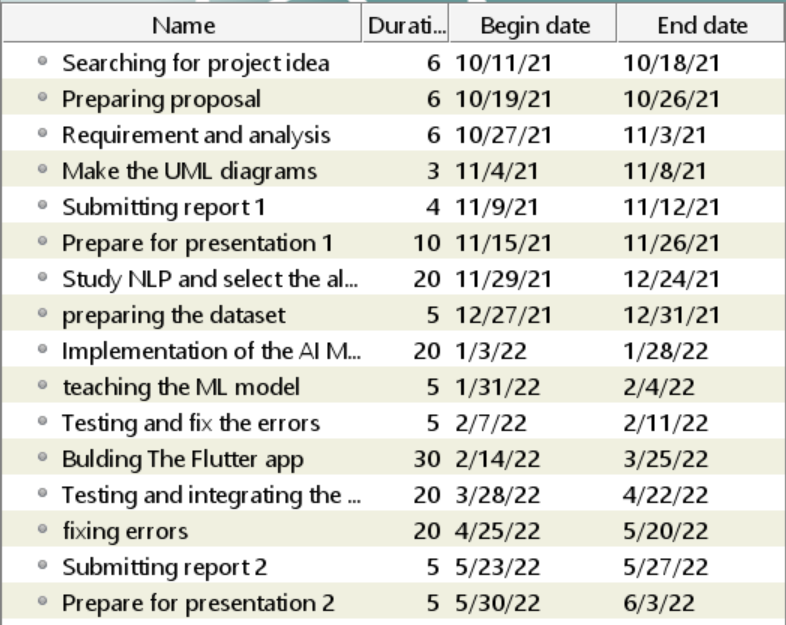 Name Durati... Begin date End date
Searching for project idea 6 10/11/21 10/18/21
Preparing proposal 6 10/19/21 10/26/21
Requirement and analysis 6 10/27/21 11/3/21
Make the UML diagrams 3 11/4/21 11/8/21
Submitting report 1 4 11/9/21 11/12/21
Prepare for presentation 1 10 11/15/21 11/26/21
Study NLP and select the al... 20 11/29/21 12/24/21
preparing the dataset 5 12/27/21 12/31/21
Implementation of the AI M... 20 1/3/22 1/28/22
teaching the ML model 5 1/31/22 2/4/22
Testing and fix the errors 5 2/7/22 2/11/22
Bulding The Flutter app 30 2/14/22 3/25/22
Testing and integrating the ... 20 3/28/22 4/22/22
fixing errors 20 4/25/22 5/20/22
Submitting report 2 5 5/23/22 5/27/22
Prepare for presentation 2 5 5/30/22 6/3/22